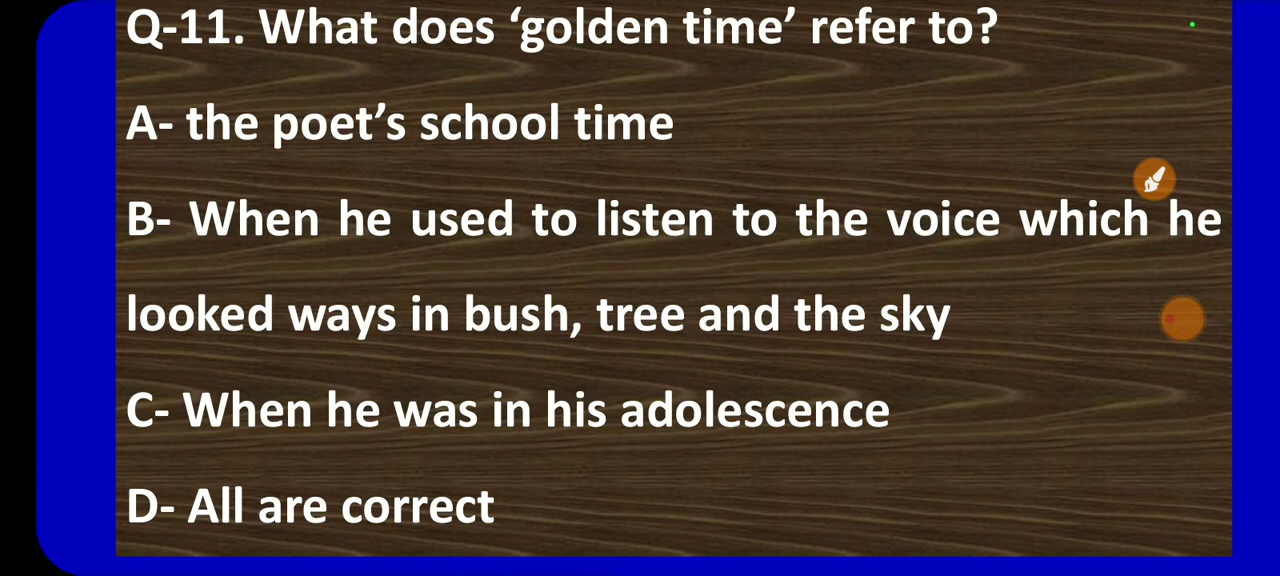 Q-11. What does ‘golden time’ refer to?
A- the poet’s school time
B- When he used to listen to the voice which he
looked ways in bush, tree and the sky
C- When he was in his adolescence
D- All are correct